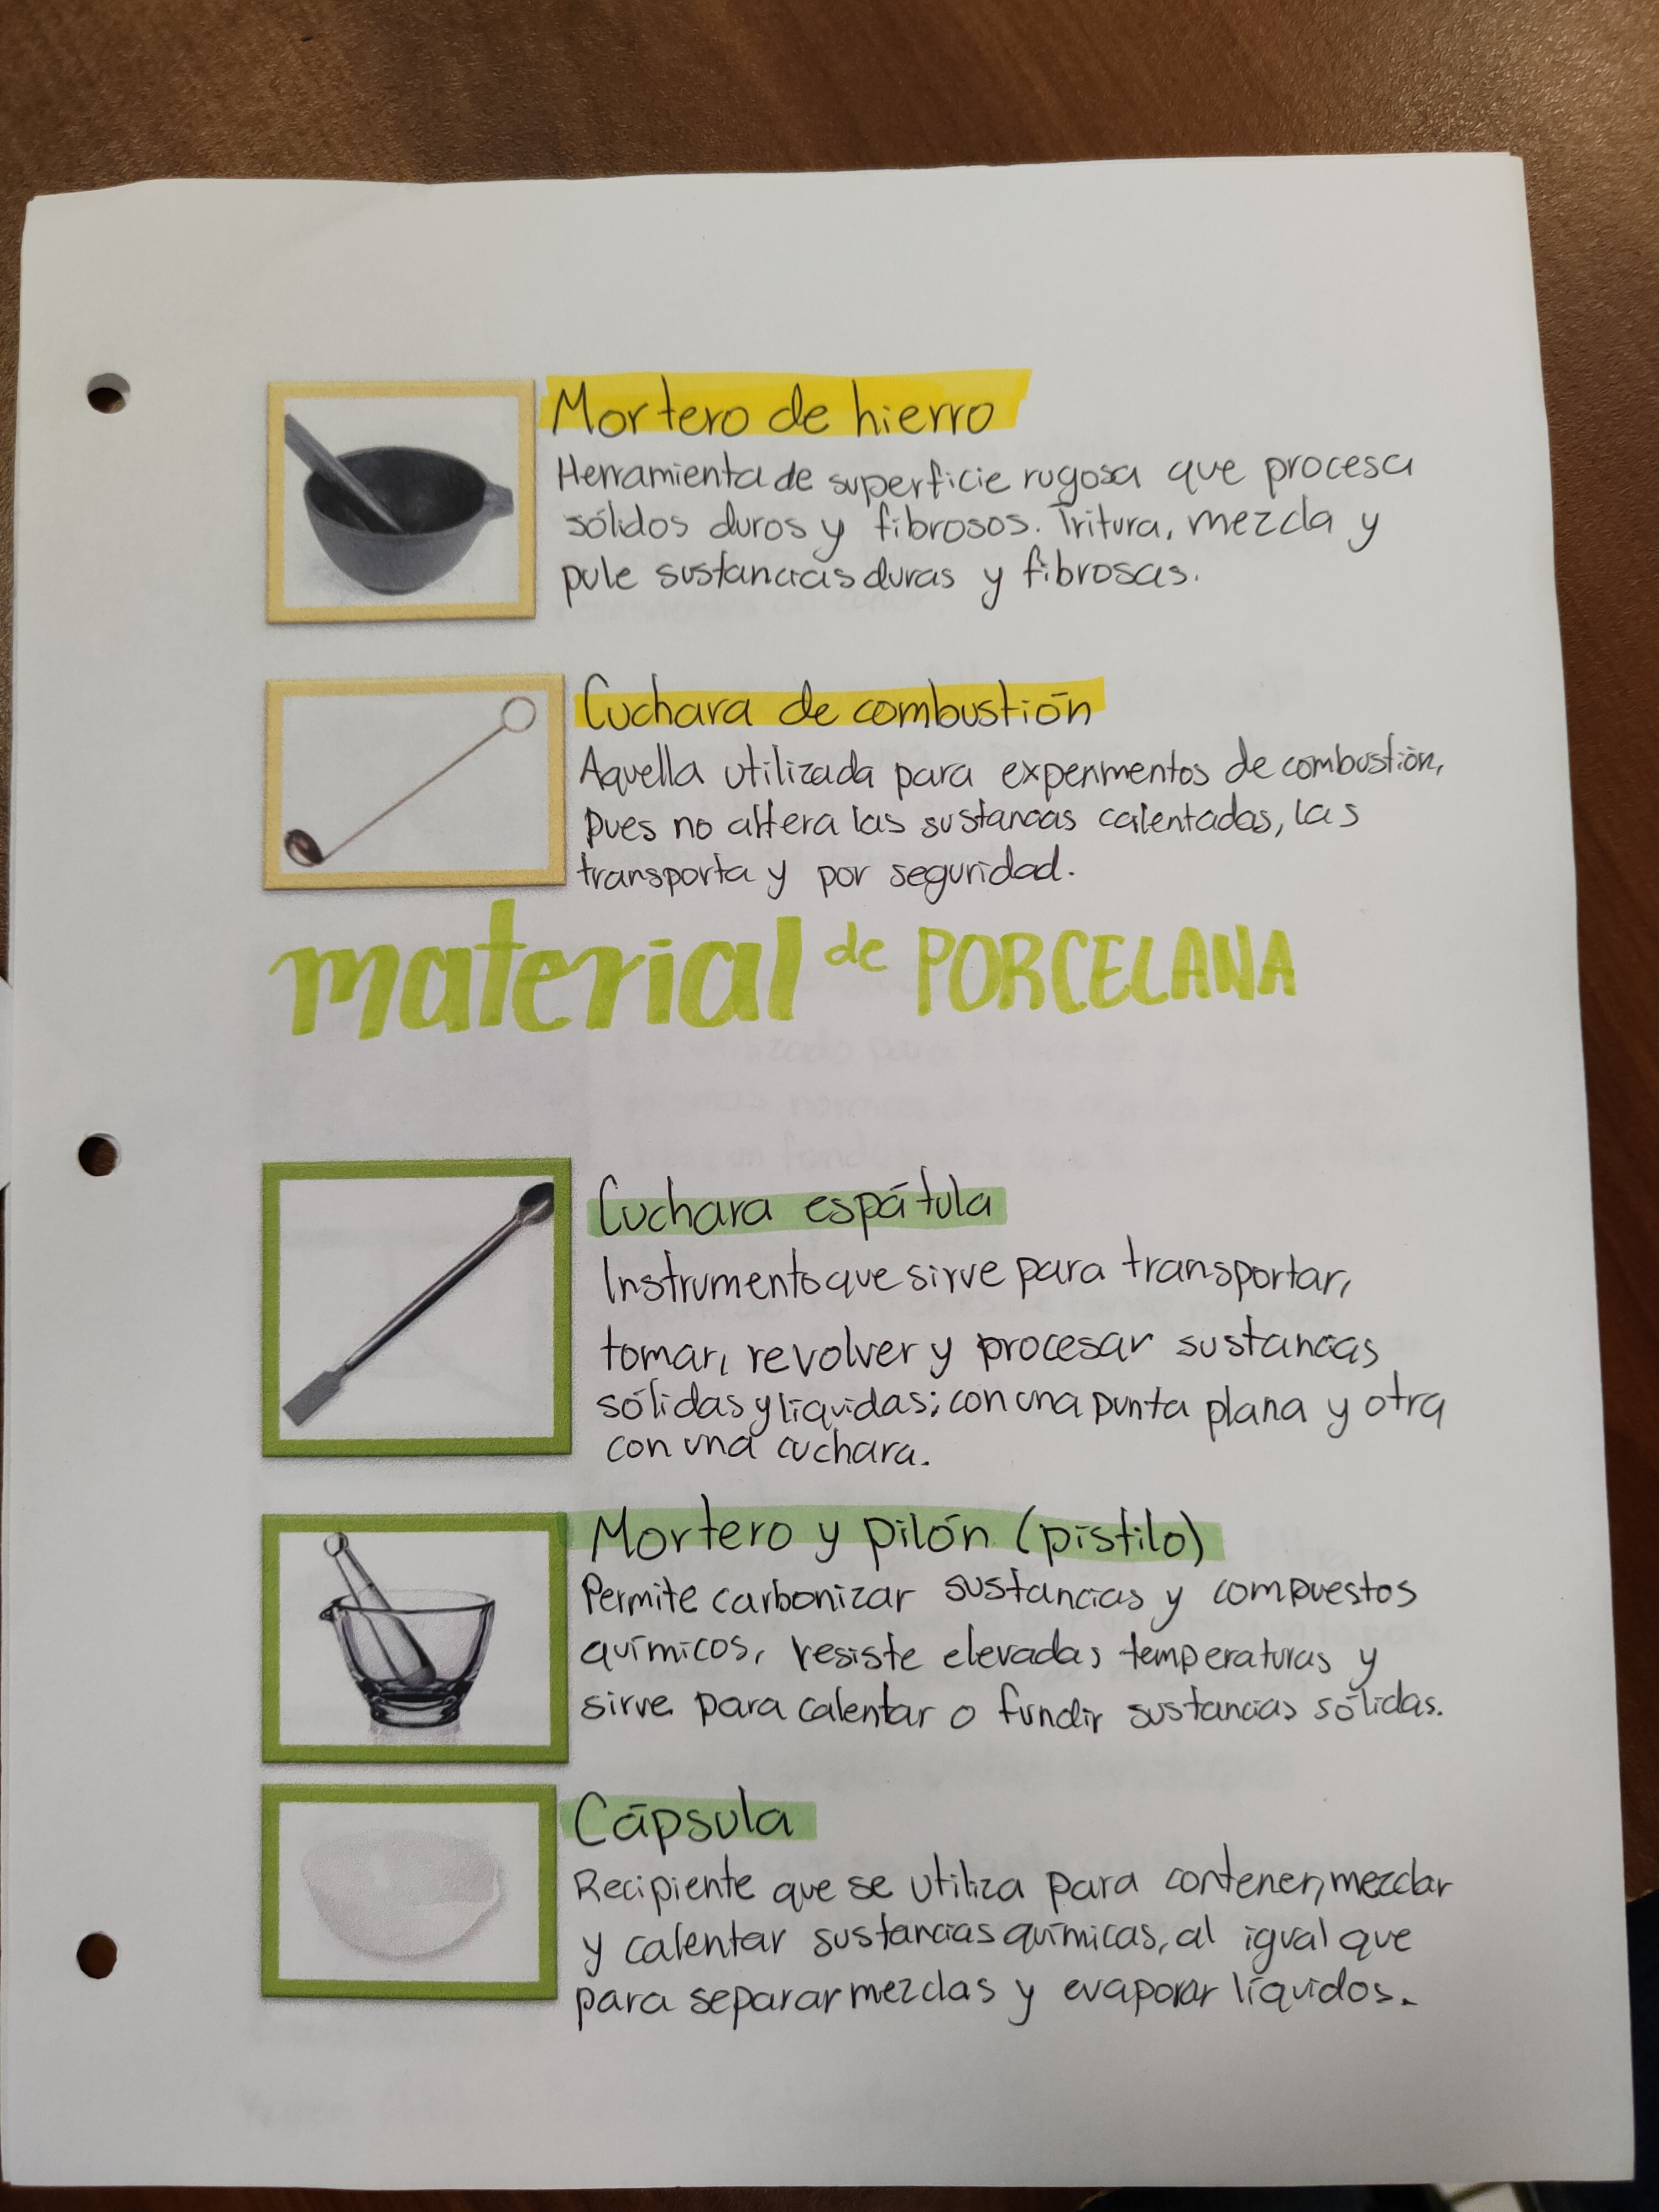 Mortero de hierro
Herramienta de superficie rugosa que procesa
sólidos duros y fibrosos. Tritura, mezcla y
pule sustancias duras y fibrosas.
Cuchara de combustión
Aquella utilizada para experimentos de combustión,
pues no altera las sustancias calentadas, las
transporta y por seguridad.
material de PORCELANA
Cuchara espátula
Instrumento que sirve para transportar,
tomar, revolver y procesar sustancias
sólidas y líquidas; con una punta plana y otra
con una cuchara.
Mortero y pilón (pistilo)
Permite carbonizar sustancias y compuestos
químicos, resiste elevadas temperaturas y
sirve para calentar o fundir sustancias sólidas.
Cápsula
Recipiente que se utiliza para contener, mezclar
y calentar sustancias químicas, al igual que
para separar mezclas y evaporar líquidos.